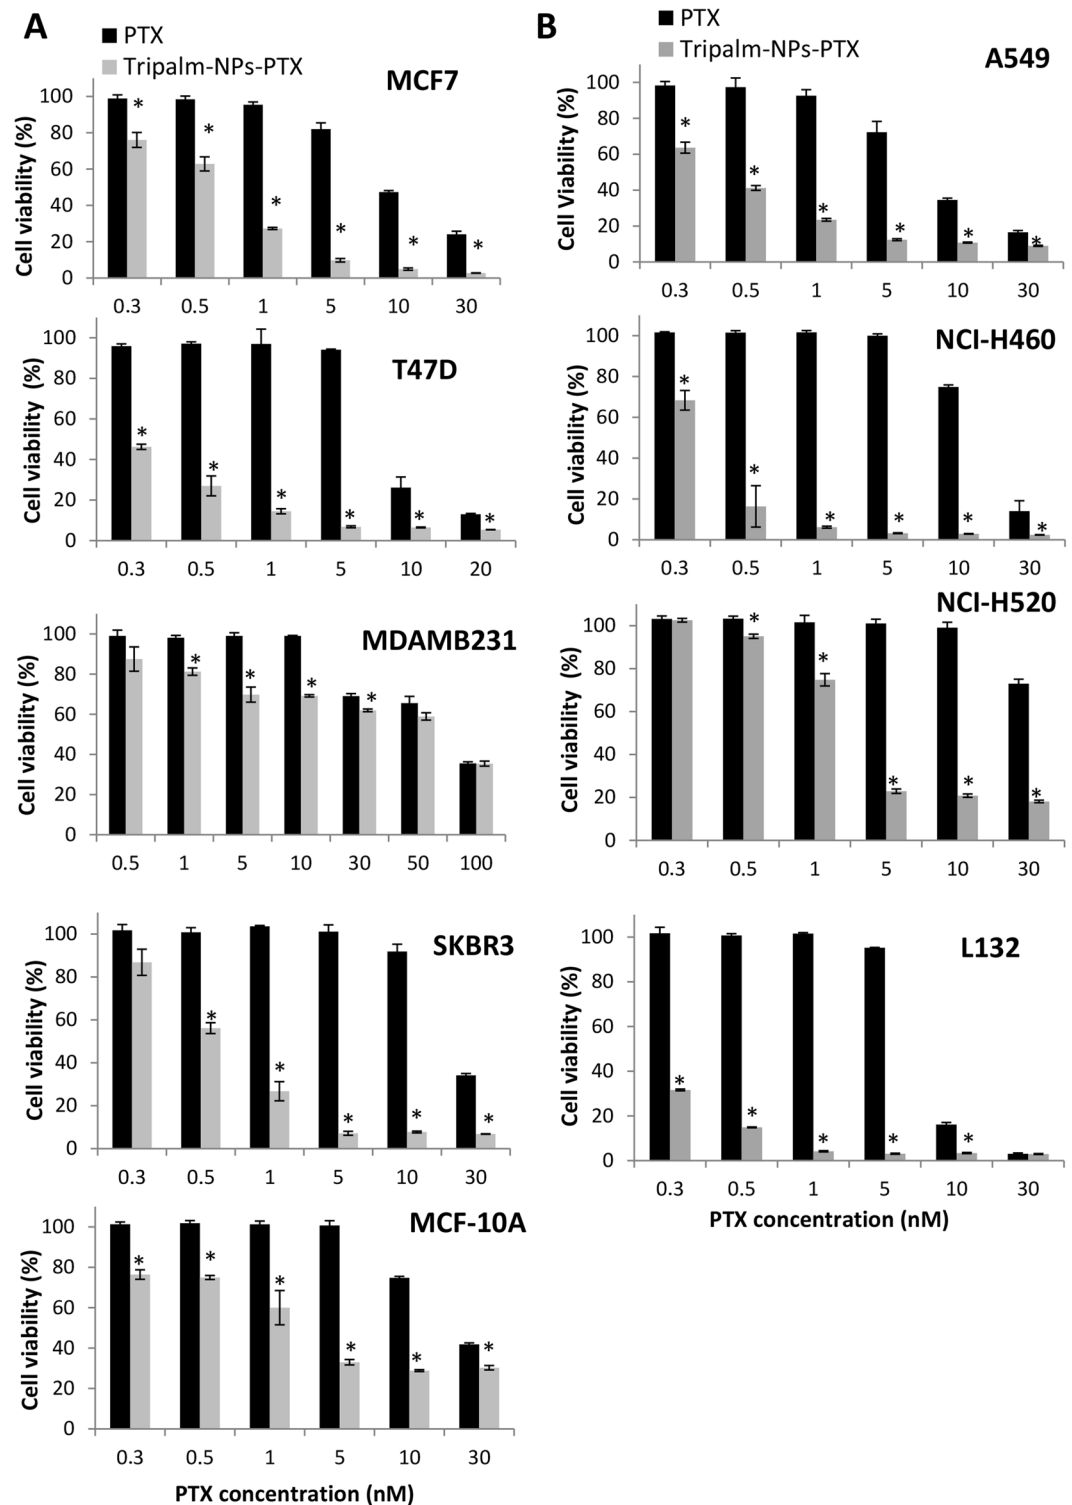 A
PTX
Tripalm-NPs-PTX
MCF7
Cell viability (%)
100
80
60
40
20
0
* * * * * *
0.3 0.5 1 5 10 30
T47D
Cell viability (%)
100
80
60
40
20
0
* * * * * *
0.3 0.5 1 5 10 20
MDAMB231
Cell viability (%)
100
80
60
40
20
0
* * * *
0.5 1 5 10 30 50 100
SKBR3
Cell viability (%)
100
80
60
40
20
0
* * * * *
0.3 0.5 1 5 10 30
MCF-10A
Cell viability (%)
100
80
60
40
20
0
* * * * * *
0.3 0.5 1 5 10 30
PTX concentration (nM)
B
PTX
Tripalm-NPs-PTX
A549
Cell Viability (%)
100
80
60
40
20
0
* * * * * *
0.3 0.5 1 5 10 30
NCI-H460
Cell viability (%)
100
80
60
40
20
0
* * * * * *
0.3 0.5 1 5 10 30
NCI-H520
Cell viability (%)
100
80
60
40
20
0
* * * * *
0.3 0.5 1 5 10 30
L132
Cell viability (%)
100
80
60
40
20
0
* * * * *
0.3 0.5 1 5 10 30
PTX concentration (nM)